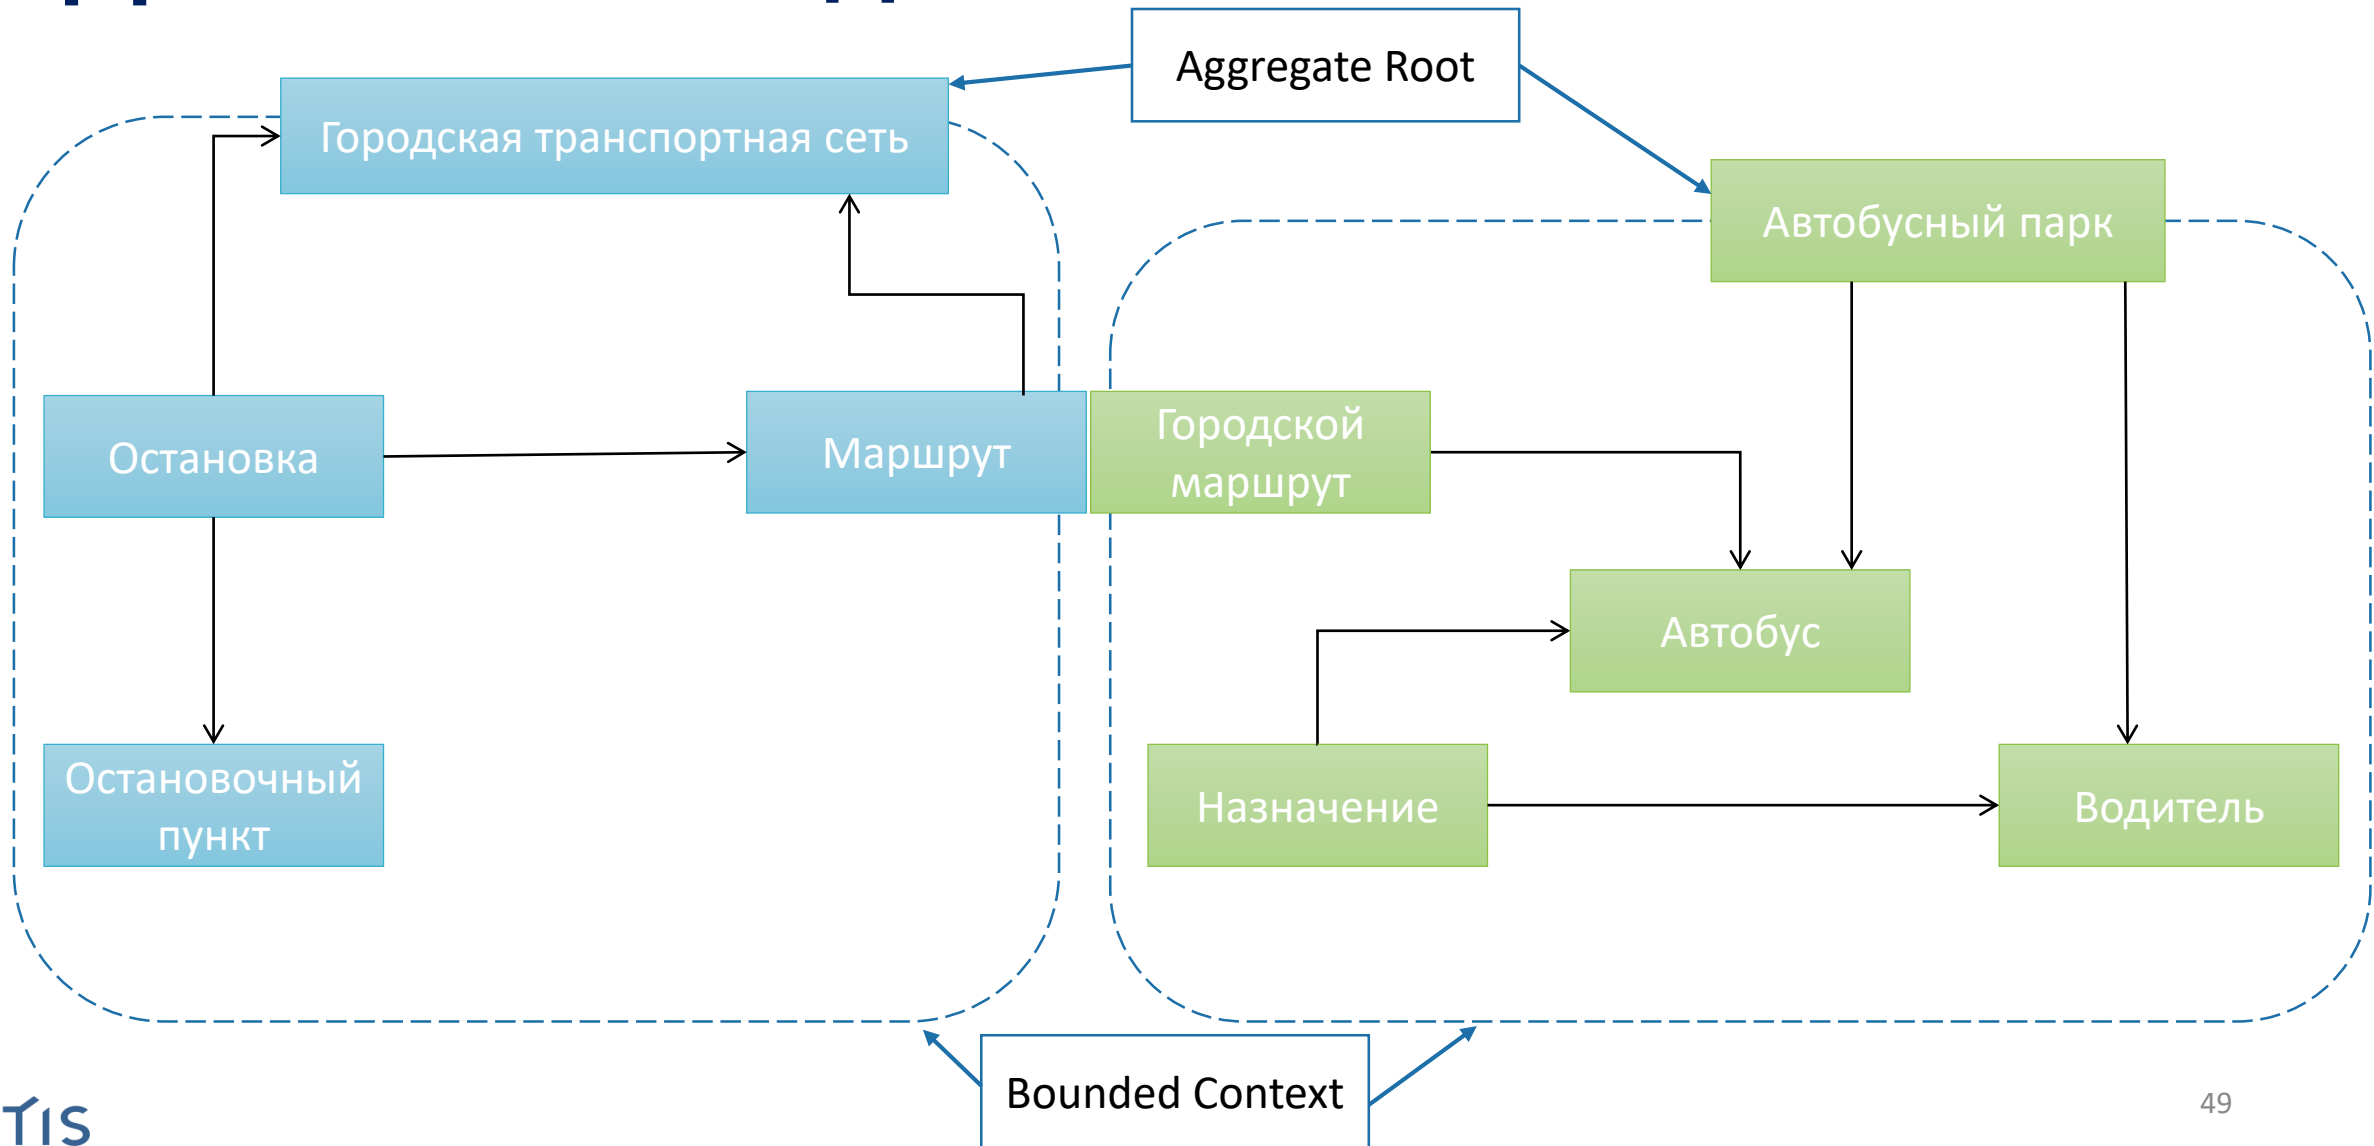 Aggregate Root
Городская транспортная сеть
Автобусный парк
Остановка
Маршрут
Городской
маршрут
Автобус
Остановочный
пункт
Назначение
Водитель
Bounded Context
TIS
49